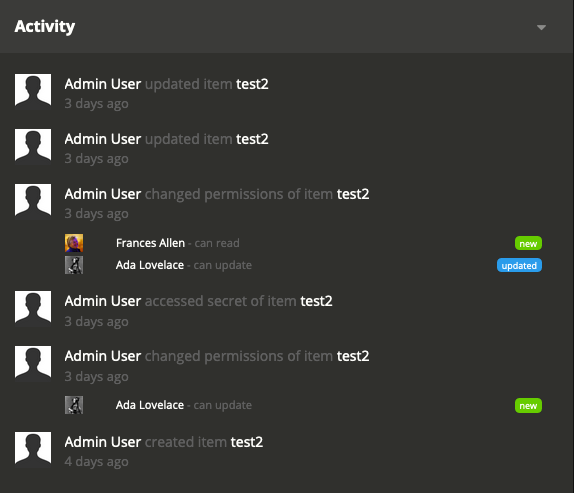 Activity
Admin User updated item test2
3 days ago
Admin User updated item test2
3 days ago
Admin User changed permissions of item test2
3 days ago
Frances Allen - can read new
Ada Lovelace - can update updated
Admin User accessed secret of item test2
3 days ago
Admin User changed permissions of item test2
3 days ago
Ada Lovelace - can update new
Admin User created item test2
4 days ago